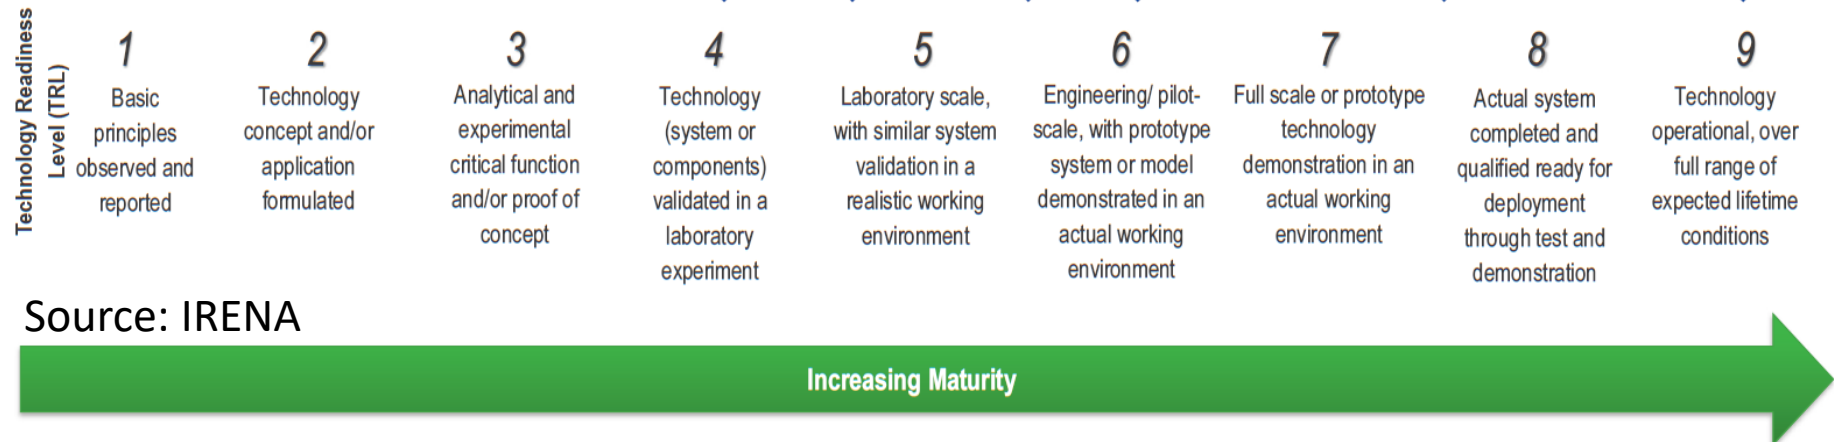 Technology Readiness
Level (TRL)
1
Basic
principles
observed and
reported
2
Technology
concept and/or
application
formulated
3
Analytical and
experimental
critical function
and/or proof of
concept
4
Technology
(system or
components)
validated in a
laboratory
experiment
5
Laboratory scale,
with similar system
validation in a
realistic working
environment
6
Engineering/ pilot-
scale, with prototype
system or model
demonstrated in an
actual working
environment
7
Full scale or prototype
technology
demonstration in an
actual working
environment
8
Actual system
completed and
qualified ready for
deployment
through test and
demonstration
9
Technology
operational, over
full range of
expected lifetime
conditions
Source: IRENA
Increasing Maturity